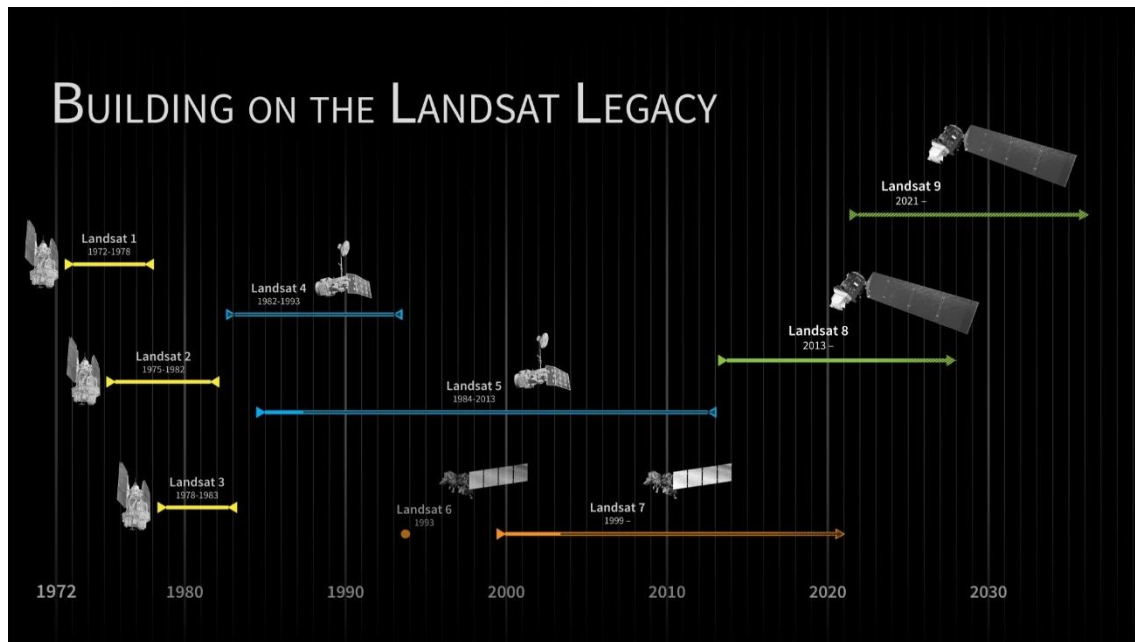 BUILDING ON THE LANDSAT LEGACY
Landsat 9
2021 –
Landsat 1
1972-1978
Landsat 4
1982-1993
Landsat 8
2013 –
Landsat 2
1975-1982
Landsat 5
1984-2013
Landsat 3
1978-1983
Landsat 6
1993
Landsat 7
1999 –
1972 1980 1990 2000 2010 2020 2030